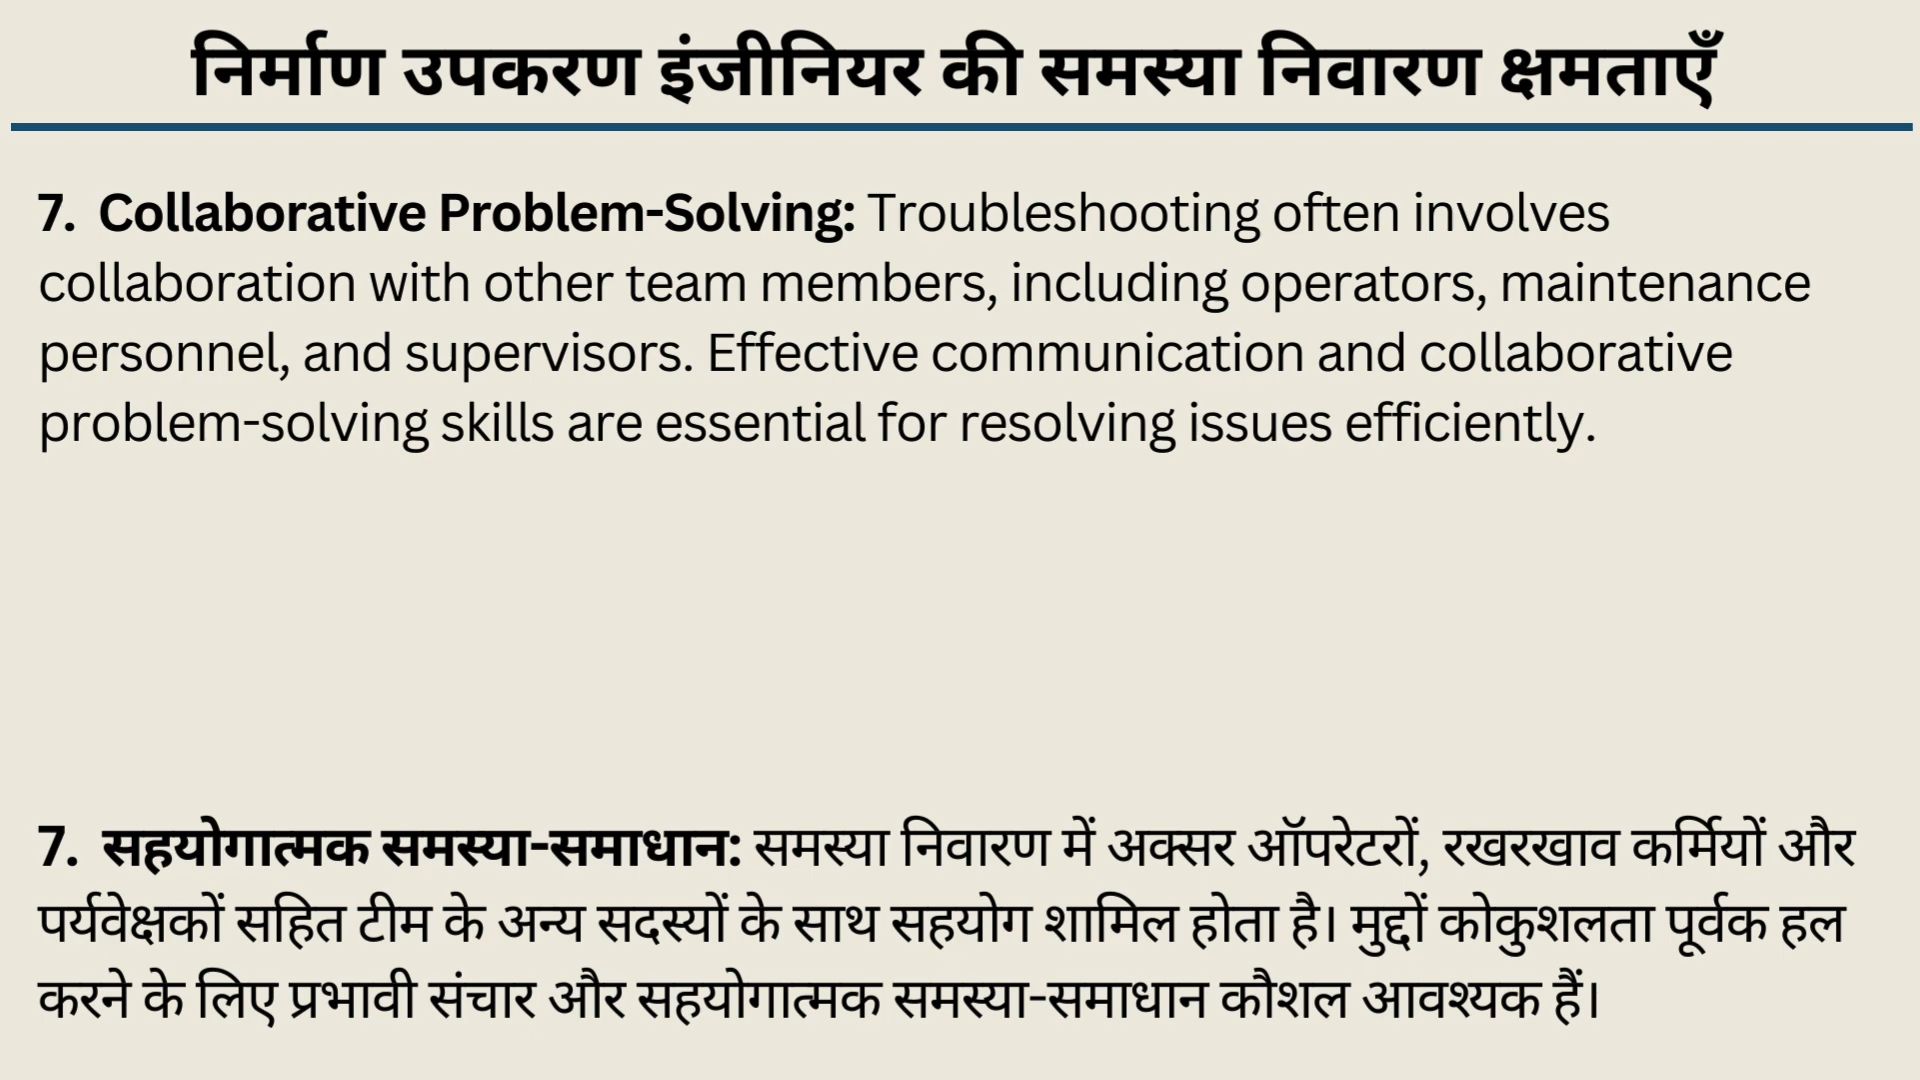 निर्माण उपकरण इंजीनियर की समस्या निवारण क्षमताएँ
7. Collaborative Problem-Solving: Troubleshooting often involves
collaboration with other team members, including operators, maintenance
personnel, and supervisors. Effective communication and collaborative
problem-solving skills are essential for resolving issues efficiently.
7. सहयोगात्मक समस्या-समाधान: समस्या निवारण में अक्सर ऑपरेटरों, रखरखाव कर्मियों और
पर्यवेक्षकों सहित टीम के अन्य सदस्यों के साथ सहयोग शामिल होता है। मुद्दों कोकुशलता पूर्वक हल
करने के लिए प्रभावी संचार और सहयोगात्मक समस्या-समाधान कौशल आवश्यक हैं।